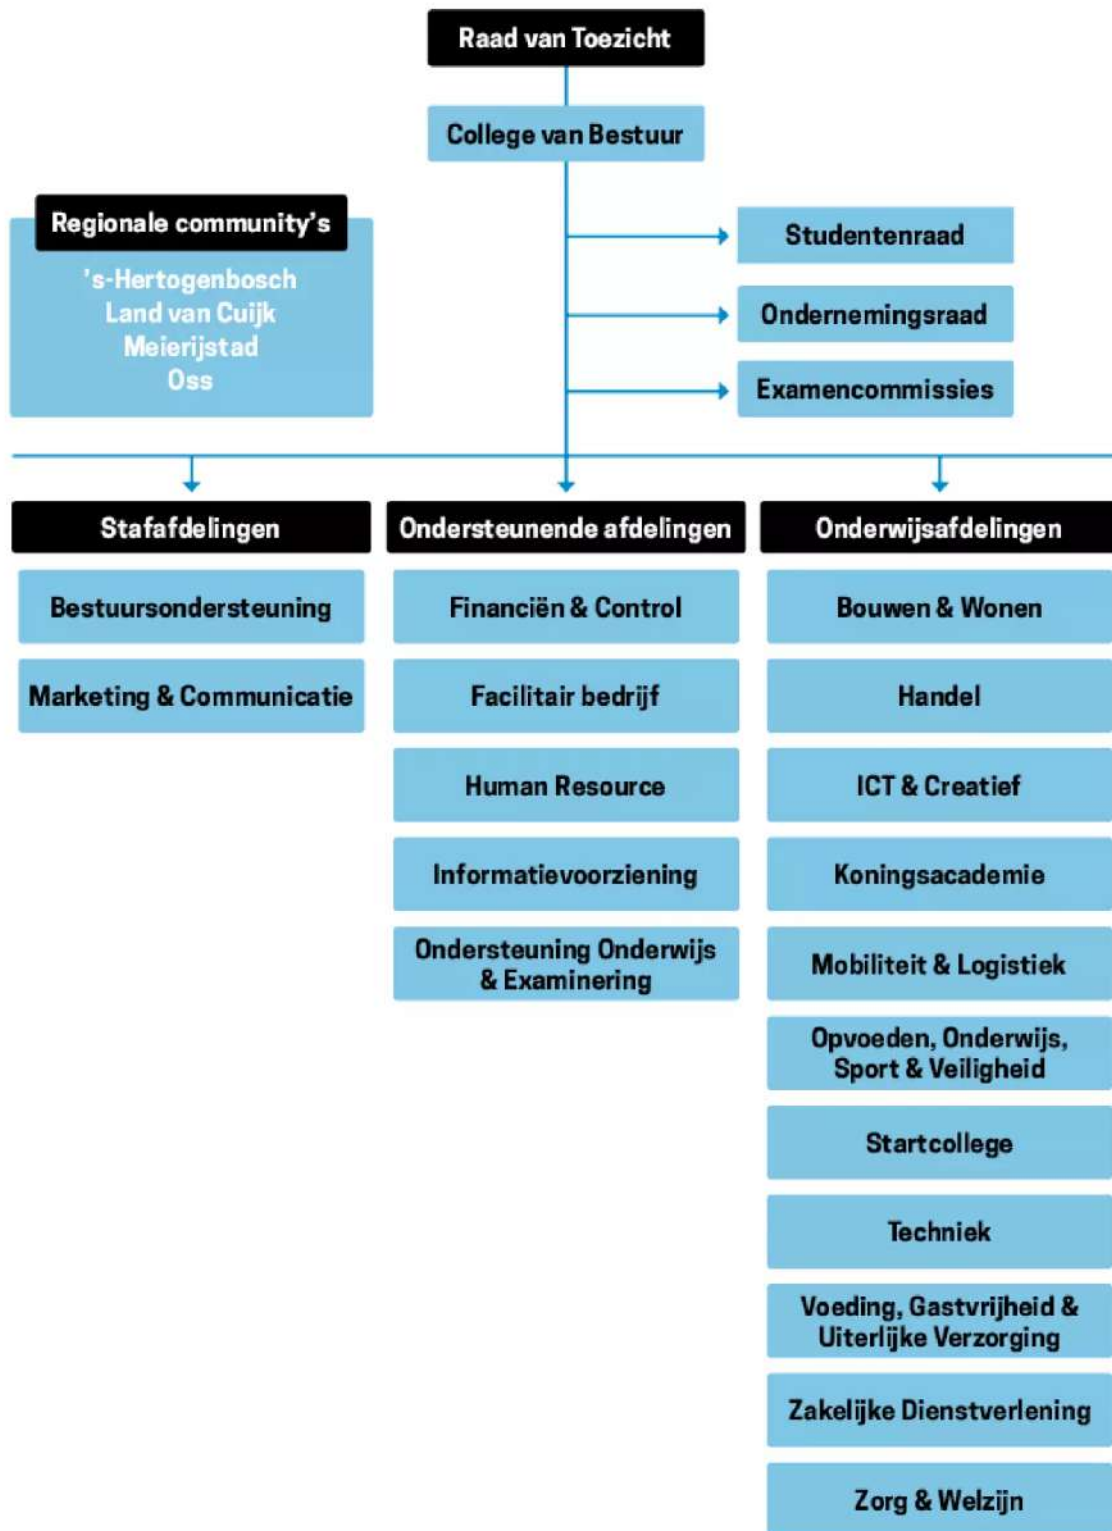 Raad van Toezicht
College van Bestuur
Regionale community's
's-Hertogenbosch
Land van Cuijk
Meierijstad
Oss
Studentenraad
Ondernemingsraad
Examencommissies
Stafafdelingen
Bestuursondersteuning
Marketing & Communicatie
Ondersteunende afdelingen
Financiën & Control
Facilitair bedrijf
Human Resource
Informatievoorziening
Ondersteuning Onderwijs
& Examinering
Onderwijsafdelingen
Bouwen & Wonen
Handel
ICT & Creatief
Koningsacademie
Mobiliteit & Logistiek
Opvoeden, Onderwijs,
Sport & Veiligheid
Startcollege
Techniek
Voeding, Gastvrijheid &
Uiterlijke Verzorging
Zakelijke Dienstverlening
Zorg & Welzijn